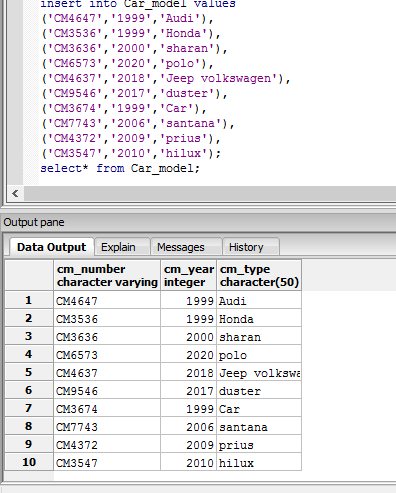 insert into Car_model values
('CM4647','1999','Audi'),
('CM3536','1999','Honda'),
('CM3636','2000','sharan'),
('CM6573','2020','polo'),
('CM4637','2018','Jeep volkswagen'),
('CM9546','2017','duster'),
('CM3674','1999','Car'),
('CM7743','2006','santana'),
('CM4372','2009','prius'),
('CM3547','2010','hilux');
select* from Car_model;
Output pane
Data Output Explain Messages History
cm_number cm_year cm_type
character varying integer character(50)
1 CM4647 1999 Audi
2 CM3536 1999 Honda
3 CM3636 2000 sharan
4 CM6573 2020 polo
5 CM4637 2018 Jeep volkswa
6 CM9546 2017 duster
7 CM3674 1999 Car
8 CM7743 2006 santana
9 CM4372 2009 prius
10 CM3547 2010 hilux